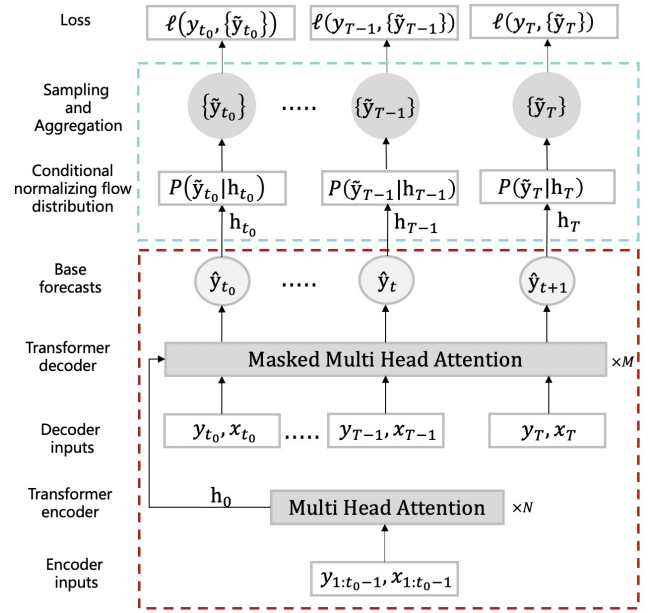 Loss
ℓ(y_{t_0}, {ỹ_{t_0}}) ℓ(y_{T−1}, {ỹ_{T−1}}) ℓ(y_T, {ỹ_T})
Sampling
and
Aggregation
{ỹ_{t_0}} ..... {ỹ_{T−1}} {ỹ_T}
Conditional
normalizing flow
distribution
P(ỹ_{t_0}|h_{t_0}) P(ỹ_{T−1}|h_{T−1}) P(ỹ_T|h_T)
h_{t_0} h_{T−1} h_T
Base
forecasts
ŷ_{t_0} ..... ŷ_t ŷ_{t+1}
Transformer
decoder
Masked Multi Head Attention ×M
Decoder
inputs
y_{t_0}, x_{t_0} ..... y_{T−1}, x_{T−1} y_T, x_T
Transformer
encoder
h_0
Multi Head Attention ×N
Encoder
inputs
y_{1:t_0−1}, x_{1:t_0−1}